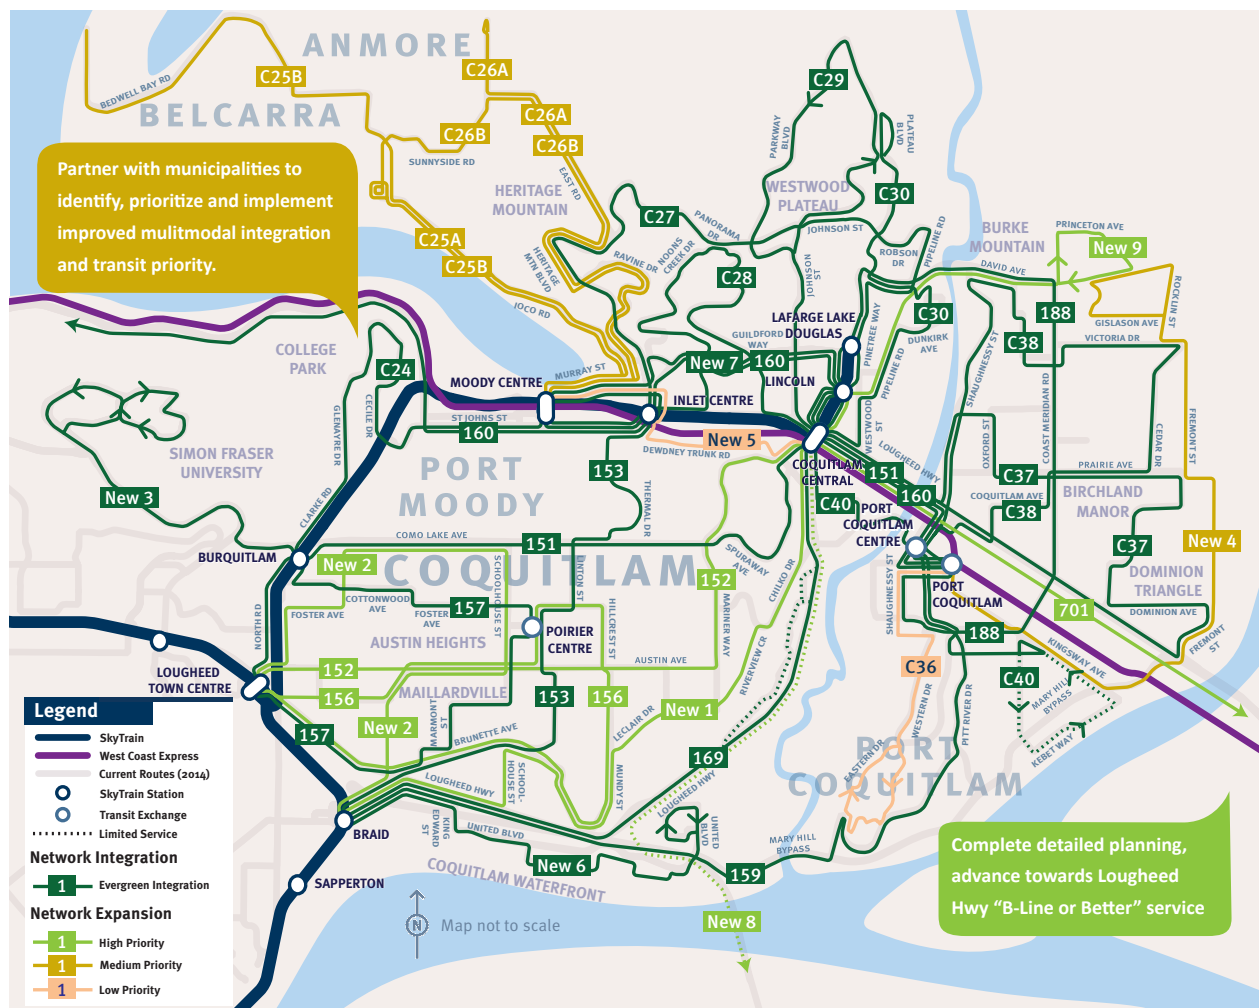 ANMORE
C26A
C25B
BEDWELL BAY RD
BELCARRA
C26A
C26B
C26B
SUNNYSIDE RD
EAST RD
Partner with municipalities to
identify, prioritize and implement
improved mulitmodal integration
and transit priority.
HERITAGE
MOUNTAIN
C25A
C25B
IOCO RD
HERITAGE
MTN BLVD
RAVINE DR
NOONS
CREEK DR
C27
PANORAMA
DR
C28
C29
PARKWAY
BLVD
PLATEAU
BLVD
WESTWOOD
PLATEAU
C30
JOHNSON ST
JOHNSON
ST
ROBSON
DR
PIPELINE RD
BURKE
MOUNTAIN
PRINCETON AVE
New 9
DAVID AVE
ROCKLIN ST
GISLASON AVE
VICTORIA DR
188
C38
C30
DUNKIRK
AVE
LAFARGE LAKE
DOUGLAS
PINETREE WAY
PIPELINE RD
SHAUGHNESSY ST
GUILDFORD
WAY
New 7
160
LINCOLN
COLLEGE
PARK
C24
MOODY CENTRE
MURRAY ST
INLET CENTRE
ST JOHNS ST
160
New 5
DEWDNEY TRUNK RD
CECILE DR
GLENAYRE DR
CLARKE RD
SIMON FRASER
UNIVERSITY
New 3
PORT
MOODY
153
THERMAL DR
COQUITLAM
CENTRAL
WESTWOOD
ST
LOUGHEED HWY
151
160
C40
PORT
COQUITLAM
CENTRE
OXFORD ST
COAST MERIDIAN RD
CEDAR DR
FREMONT ST
C37
PRAIRIE AVE
COQUITLAM AVE
C38
BIRCHLAND
MANOR
C37
New 4
DOMINION
TRIANGLE
DOMINION AVE
FREMONT
ST
701
BURQUITLAM
COMO LAKE AVE
151
New 2
COQUITLAM
SCHOOLHOUSE ST
LINTON ST
SPURAWAY
AVE
152
CHILKO DR
MARINER WAY
HILLCREST ST
COTTONWOOD
AVE
157
FOSTER AVE
FOSTER
AVE
AUSTIN HEIGHTS
POIRIER
CENTRE
NORTH RD
LOUGHEED
TOWN CENTRE
152
156
AUSTIN AVE
MAILLARDVILLE
153
156
RIVERVIEW CR
New 1
LECLAIR DR
New 2
MARMONT
ST
BRUNETTE AVE
157
SHAUGHNESSY ST
PORT
COQUITLAM
188
C36
C40
KINGSWAY AVE
MARY HILL
BYPASS
KEBET WAY
WESTERN DR
EASTERN DR
PITT RIVER DR
PORT
COQUITLAM
169
LOUGHEED HWY
SCHOOL-
HOUSE ST
MUNDY ST
LOUGHEED HWY
BRAID
KING
EDWARD
ST
UNITED BLVD
UNITED
BLVD
New 6
159
MARY HILL
BYPASS
SAPPERTON
COQUITLAM WATERFRONT
New 8
N
Map not to scale
Complete detailed planning,
advance towards Lougheed
Hwy “B-Line or Better” service
Legend
SkyTrain
West Coast Express
Current Routes (2014)
SkyTrain Station
Transit Exchange
Limited Service
Network Integration
1 Evergreen Integration
Network Expansion
1 High Priority
1 Medium Priority
1 Low Priority